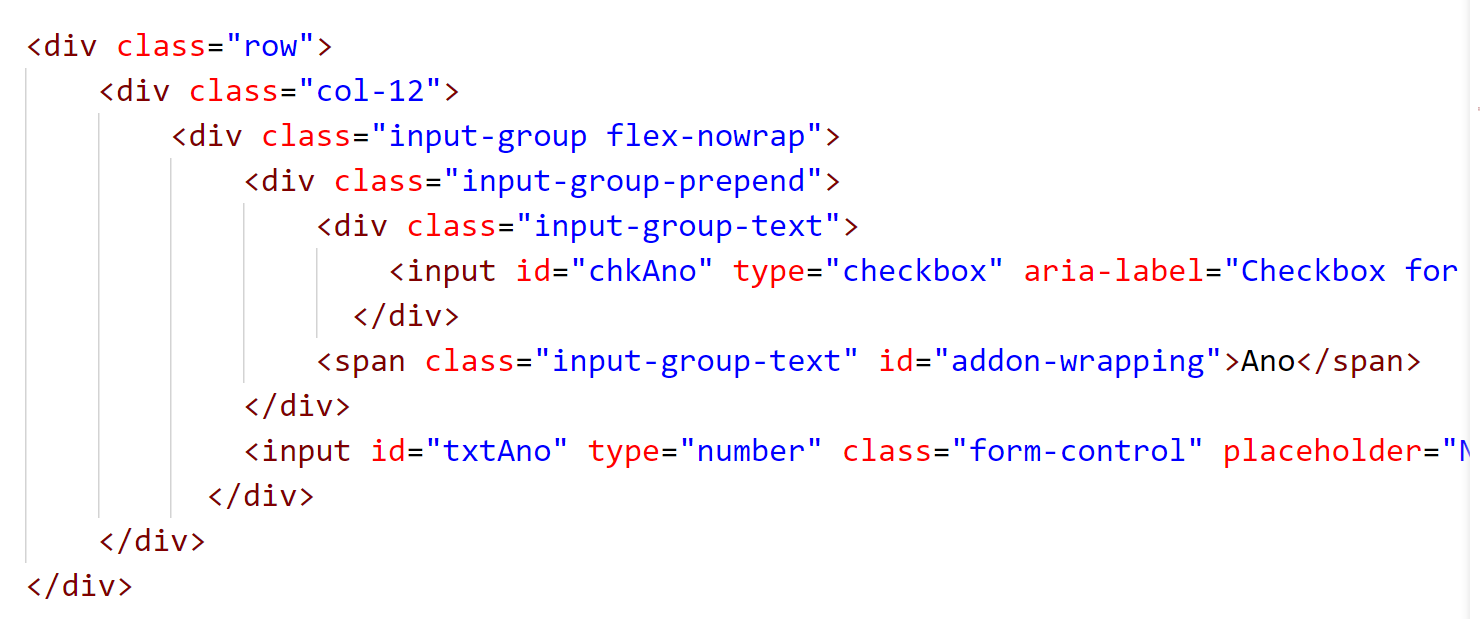 <div class="row">
    <div class="col-12">
        <div class="input-group flex-nowrap">
            <div class="input-group-prepend">
                <div class="input-group-text">
                    <input id="chkAno" type="checkbox" aria-label="Checkbox for
                  </div>
                <span class="input-group-text" id="addon-wrapping">Ano</span>
            </div>
            <input id="txtAno" type="number" class="form-control" placeholder="
          </div>
    </div>
</div>